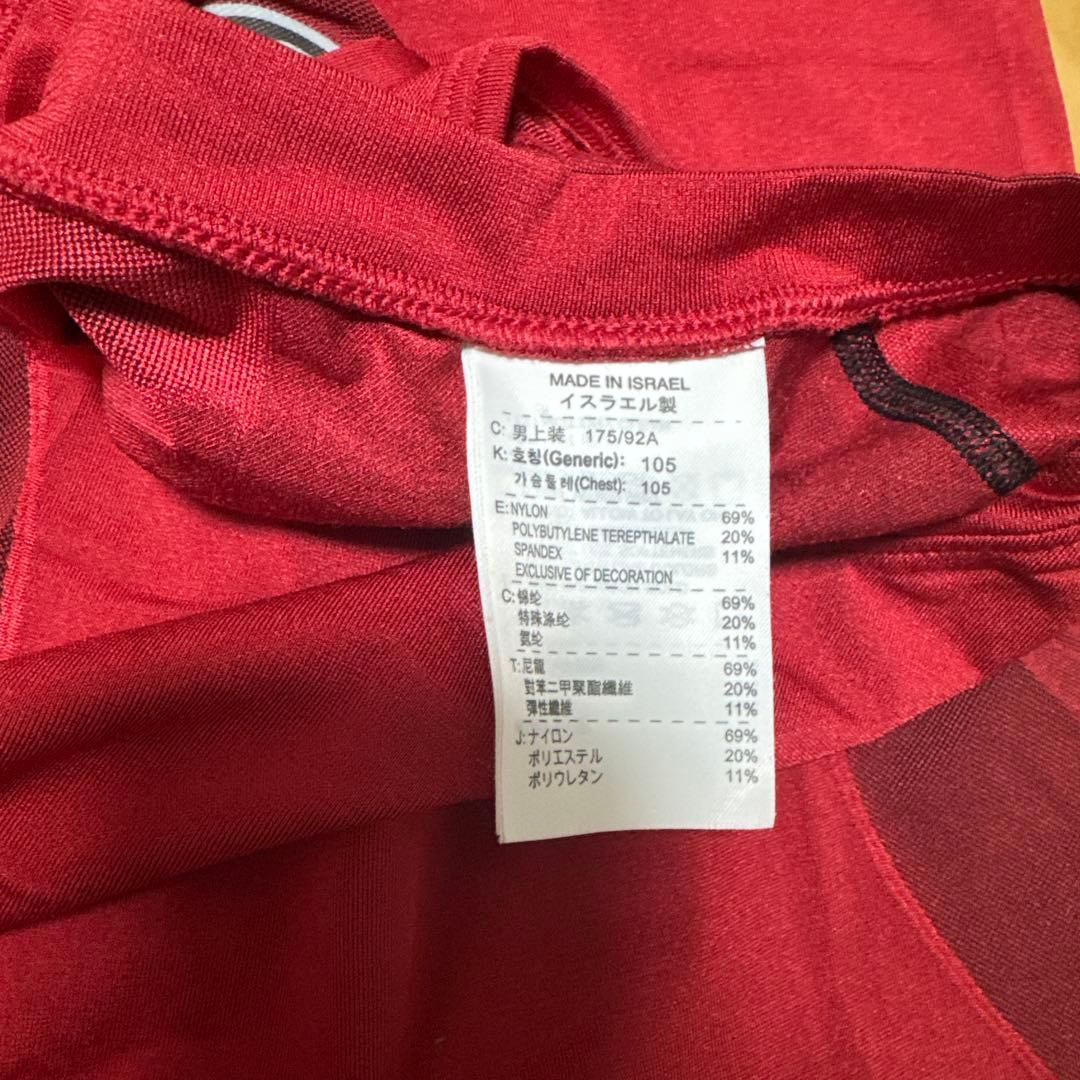 MADE IN ISRAEL
イスラエル製
C: 男上装 175/92A
K: 호칭(Generic): 105
가슴둘레(Chest): 105
E: NYLON 69%
POLYBUTYLENE TEREPTHALATE 20%
SPANDEX 11%
EXCLUSIVE OF DECORATION
C: 锦纶 69%
特殊涤纶 20%
氨纶 11%
T: 尼龍 69%
對苯二甲聚酯纖維 20%
彈性纖維 11%
J: ナイロン 69%
ポリエステル 20%
ポリウレタン 11%